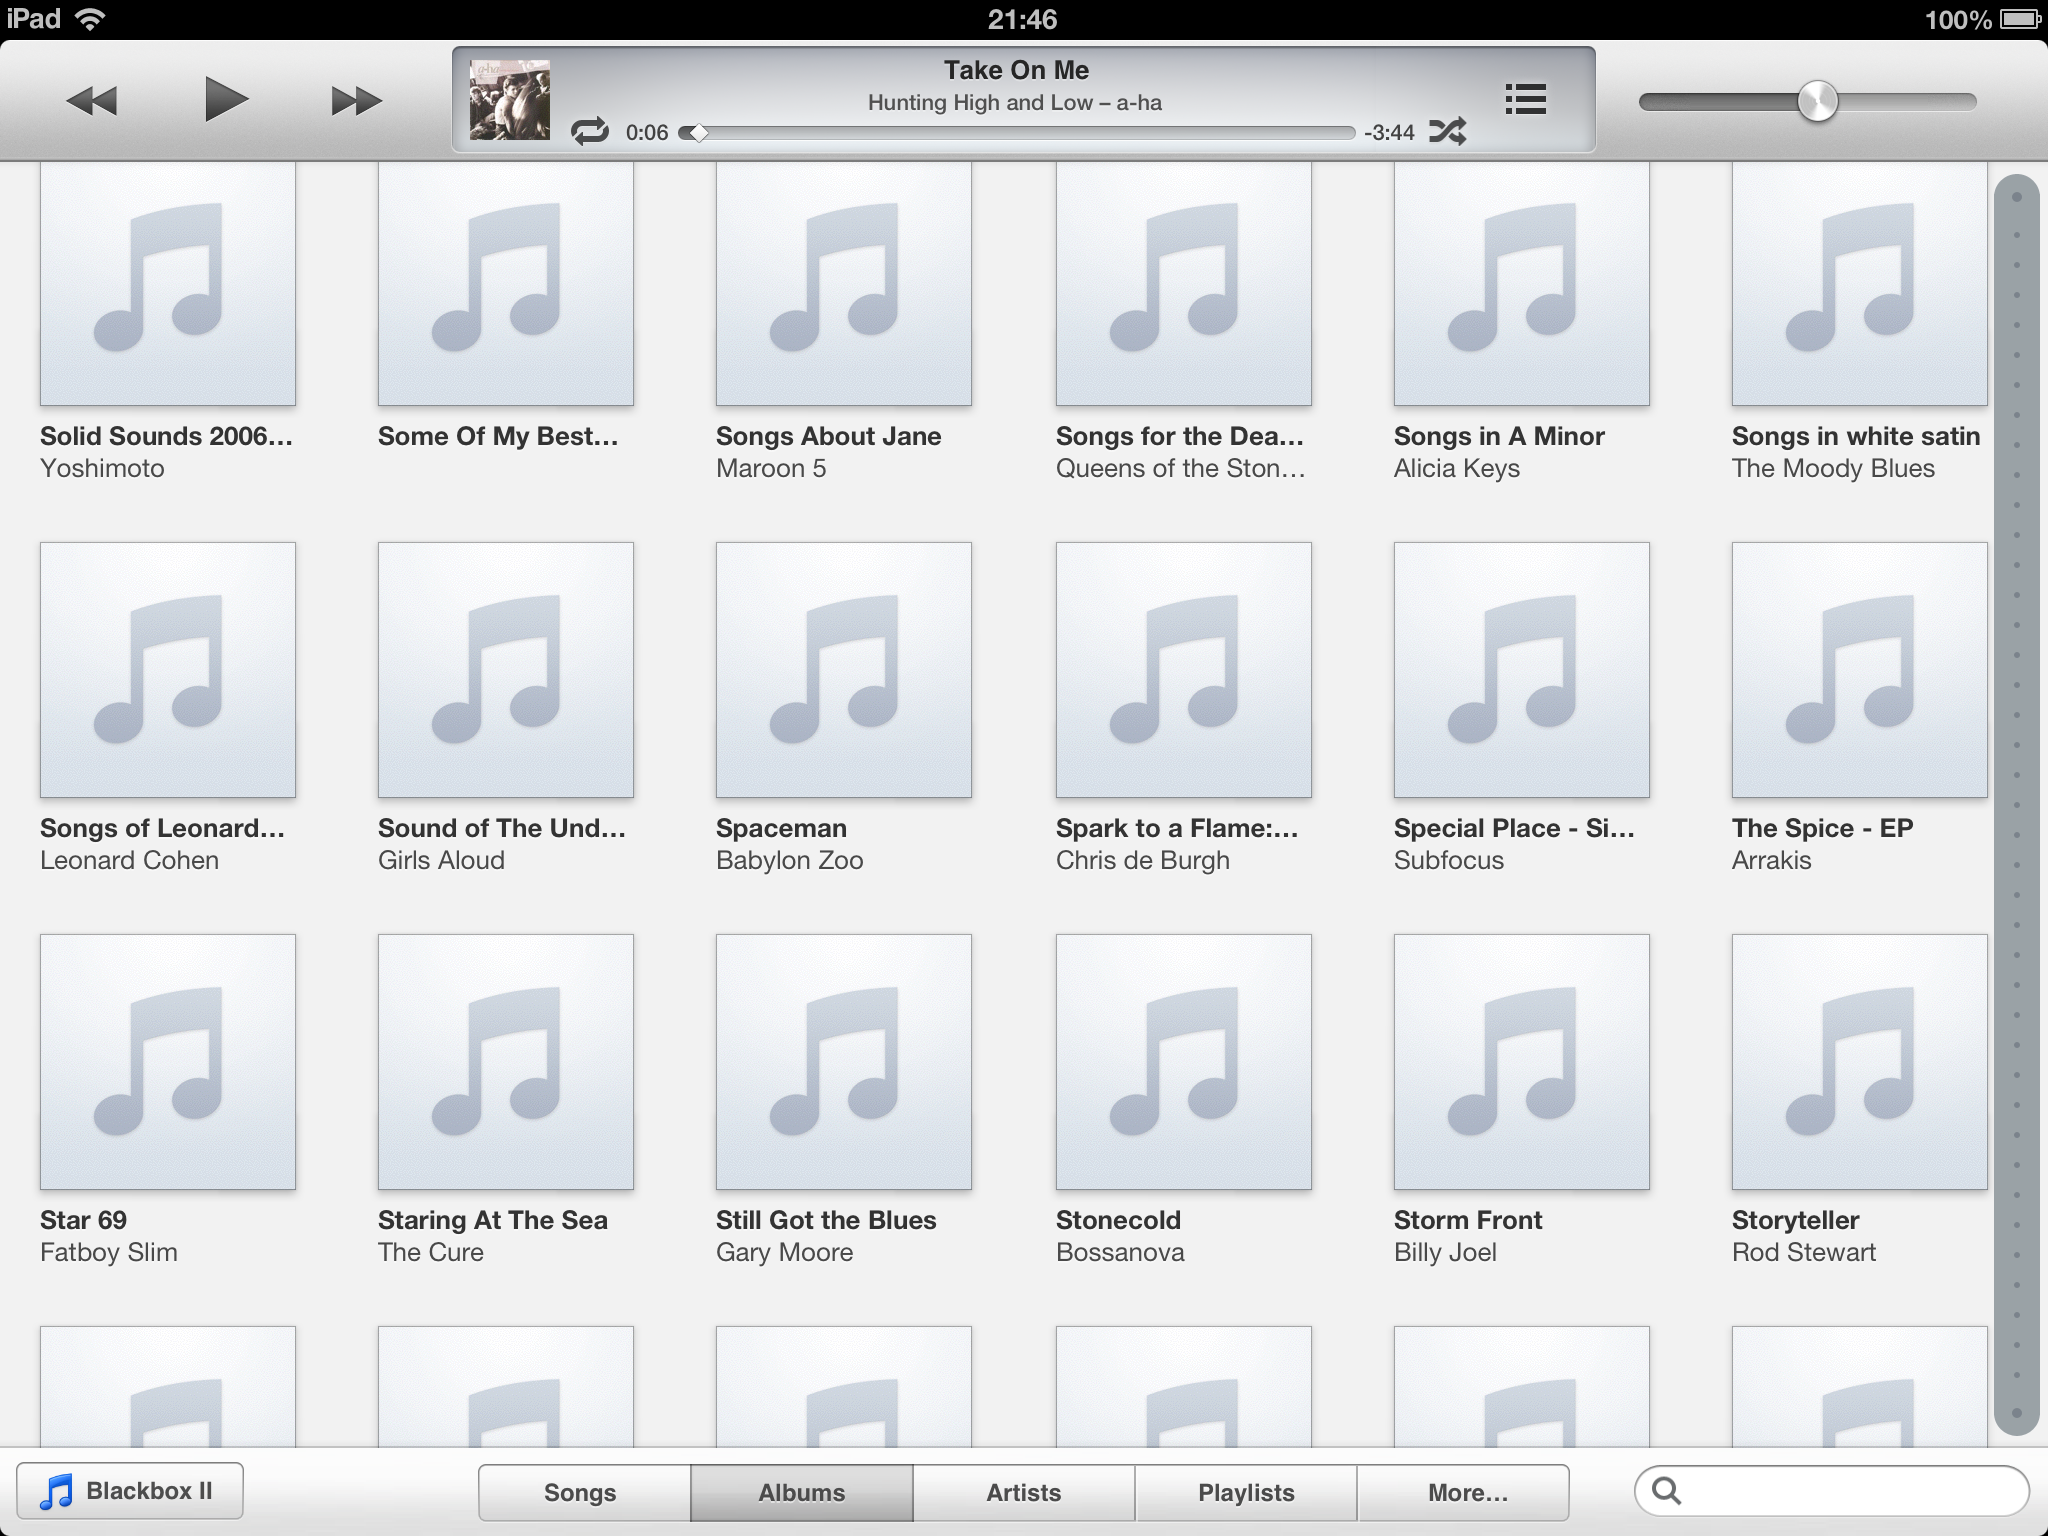 iPad
21:46
100%
Take On Me
Hunting High and Low – a-ha
0:06
-3:44
Solid Sounds 2006…
Yoshimoto
Some Of My Best…
Songs About Jane
Maroon 5
Songs for the Dea…
Queens of the Ston…
Songs in A Minor
Alicia Keys
Songs in white satin
The Moody Blues
Songs of Leonard…
Leonard Cohen
Sound of The Und…
Girls Aloud
Spaceman
Babylon Zoo
Spark to a Flame:…
Chris de Burgh
Special Place - Si…
Subfocus
The Spice - EP
Arrakis
Star 69
Fatboy Slim
Staring At The Sea
The Cure
Still Got the Blues
Gary Moore
Stonecold
Bossanova
Storm Front
Billy Joel
Storyteller
Rod Stewart
Blackbox II
Songs
Albums
Artists
Playlists
More…